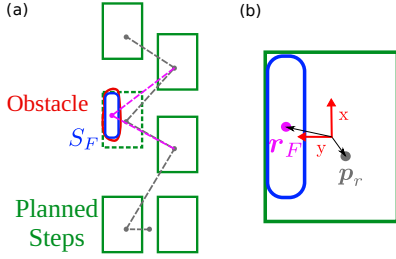 (a)
(b)
Obstacle
S_F
Planned
Steps
x
y
r_F
p_r